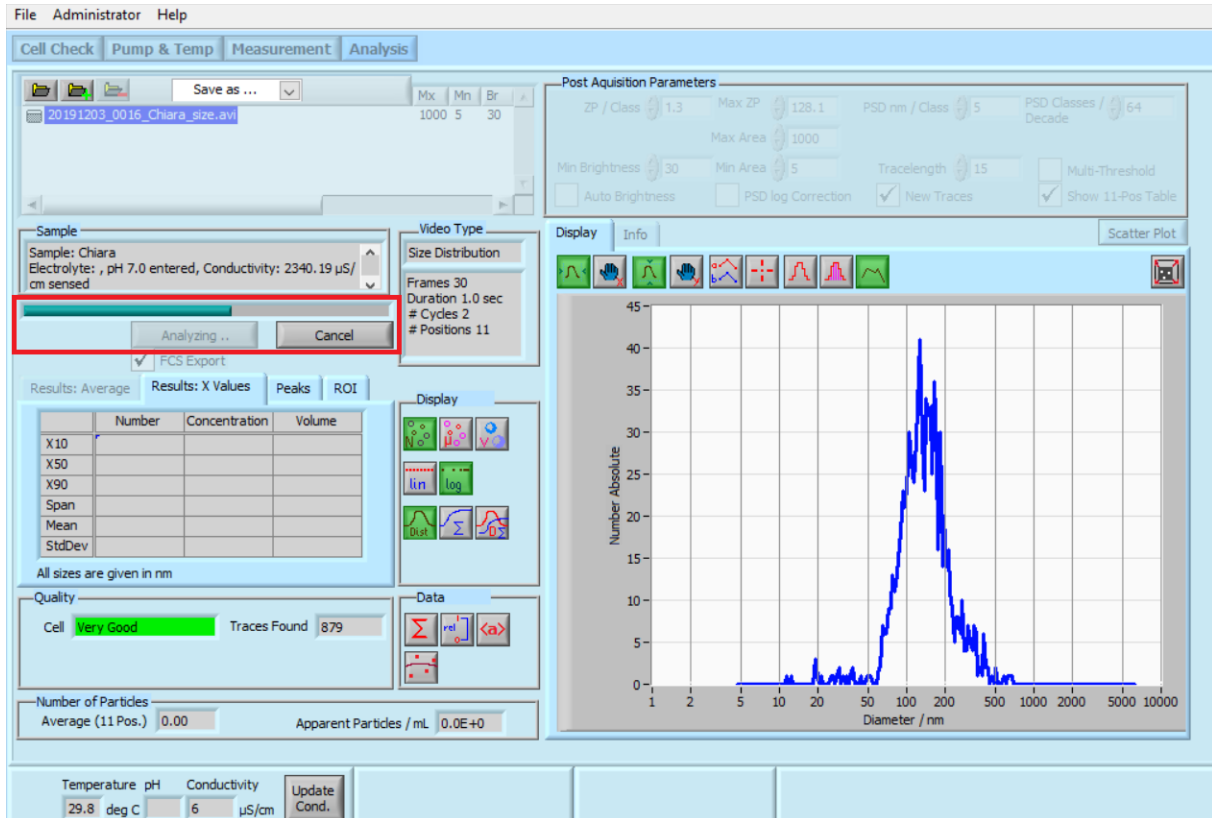 File Administrator Help
Cell Check Pump & Temp Measurement Analysis
Save as ...
Mx Mn Br
20191203_0016_Chiara_size.avi 1000 5 30
Post Aquisition Parameters
ZP / Class 1.3 Max ZP 128.1 PSD nm / Class 5 PSD Classes / Decade 64
Max Area 1000
Min Brightness 30 Min Area 5 Tracelength 15 Multi-Threshold
Auto Brightness PSD log Correction New Traces Show 11-Pos Table
Sample
Sample: Chiara
Electrolyte: , pH 7.0 entered, Conductivity: 2340.19 µS/
cm sensed
Analyzing .. Cancel
FCS Export
Video Type
Size Distribution
Frames 30
Duration 1.0 sec
# Cycles 2
# Positions 11
Results: Average Results: X Values Peaks ROI
Number Concentration Volume
X10
X50
X90
Span
Mean
StdDev
All sizes are given in nm
Display
N µ V
lin log
Dist Σ D Σ
Quality
Cell Very Good Traces Found 879
Data
Σ rel 1 0 <a>
Number of Particles
Average (11 Pos.) 0.00 Apparent Particles / mL 0.0E+0
Display Info Scatter Plot
x y a b
45
40
35
30
25
20
15
10
5
0
Number Absolute
1 2 5 10 20 50 100 200 500 1000 2000 5000 10000
Diameter / nm
Temperature pH Conductivity
29.8 deg C 6 µS/cm
Update
Cond.